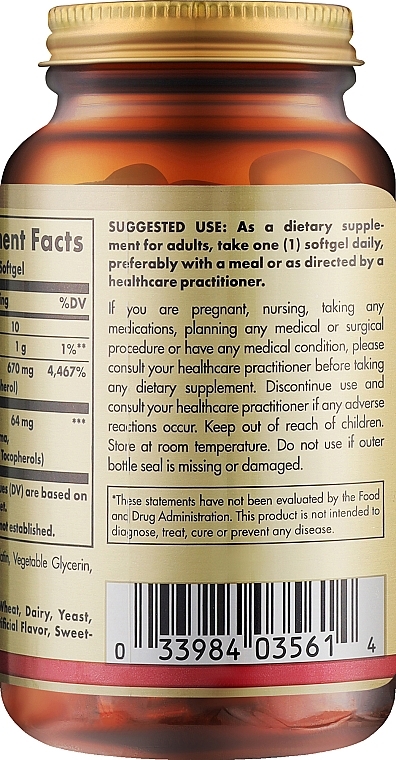 ment Facts
Softgel
ng %DV
10
1 g 1%**
670 mg 4,467%
pherol)
64 mg ***
ma,
Tocopherols)
ues (DV) are based on
et.
not established.
atin, Vegetable Glycerin,
Wheat, Dairy, Yeast,
ificial Flavor, Sweet-
SUGGESTED USE: As a dietary supple-
ment for adults, take one (1) softgel daily,
preferably with a meal or as directed by a
healthcare practitioner.
If you are pregnant, nursing, taking any
medications, planning any medical or surgical
procedure or have any medical condition, please
consult your healthcare practitioner before taking
any dietary supplement. Discontinue use and
consult your healthcare practitioner if any adverse
reactions occur. Keep out of reach of children.
Store at room temperature. Do not use if outer
bottle seal is missing or damaged.
*These statements have not been evaluated by the Food
and Drug Administration. This product is not intended to
diagnose, treat, cure or prevent any disease.
0 33984 03561 4